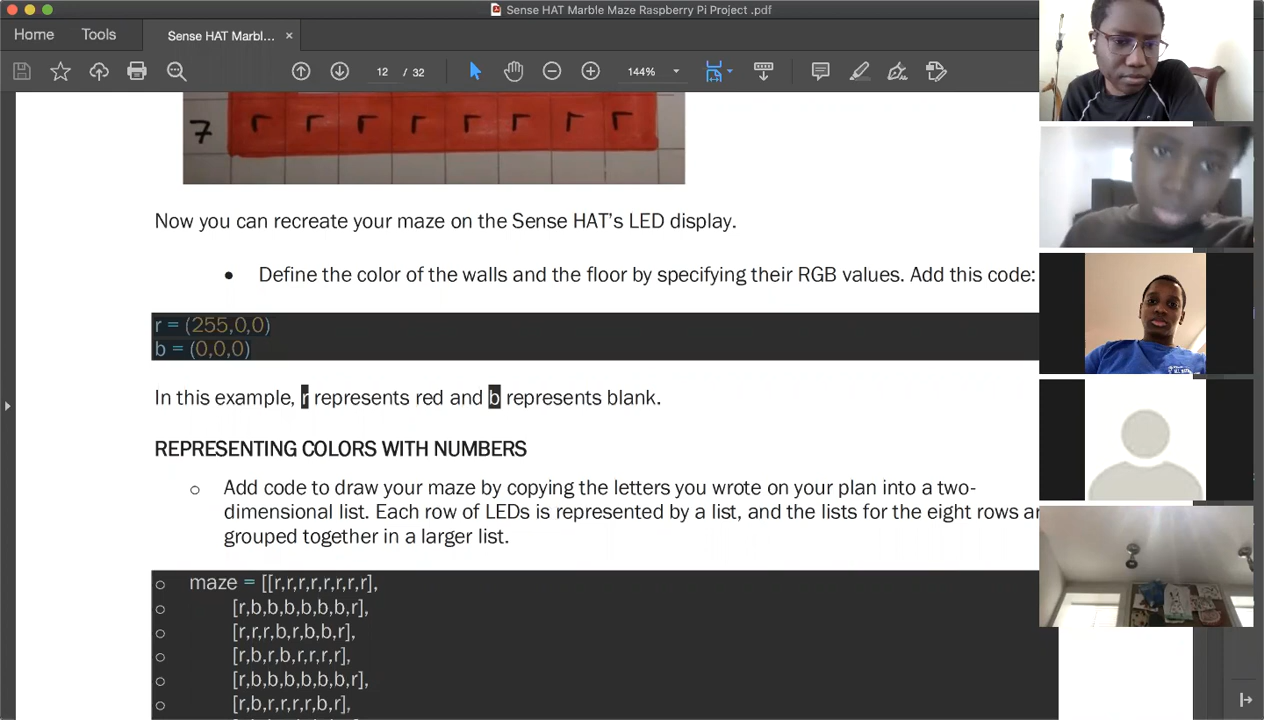 Sense HAT Marble Maze Raspberry Pi Project .pdf
Home Tools Sense HAT Marbl... ×
12 / 32 144%
7 r r r r r r r r
Now you can recreate your maze on the Sense HAT's LED display.
• Define the color of the walls and the floor by specifying their RGB values. Add this code:
r = (255,0,0)
b = (0,0,0)
In this example, r represents red and b represents blank.
REPRESENTING COLORS WITH NUMBERS
o Add code to draw your maze by copying the letters you wrote on your plan into a two-
dimensional list. Each row of LEDs is represented by a list, and the lists for the eight rows
grouped together in a larger list.
o maze = [[r,r,r,r,r,r,r,r],
o [r,b,b,b,b,b,b,r],
o [r,r,r,b,r,b,b,r],
o [r,b,r,b,r,r,r,r],
o [r,b,b,b,b,b,b,r],
o [r,b,r,r,r,r,b,r],